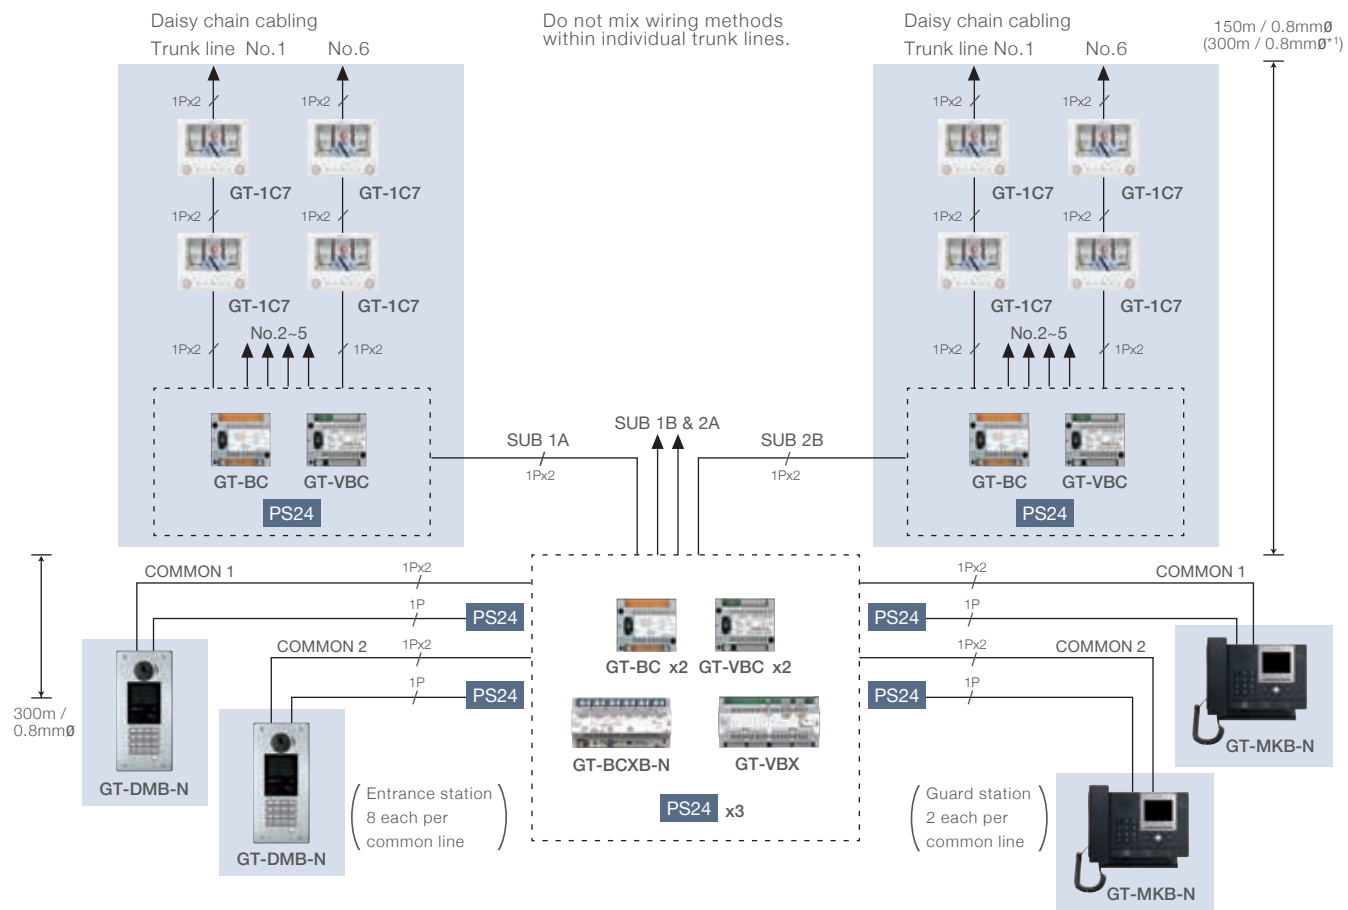 Daisy chain cabling
Trunk line No.1 No.6
Do not mix wiring methods
within individual trunk lines.
Daisy chain cabling
Trunk line No.1 No.6
150m / 0.8mmØ
(300m / 0.8mmØ*1)
1Px2 1Px2
GT-1C7 GT-1C7
1Px2 1Px2
GT-1C7 GT-1C7
No.2~5
1Px2 1Px2
GT-BC GT-VBC
PS24
1Px2 1Px2
GT-1C7 GT-1C7
1Px2 1Px2
GT-1C7 GT-1C7
No.2~5
1Px2 1Px2
GT-BC GT-VBC
PS24
SUB 1A
1Px2
SUB 1B & 2A
SUB 2B
1Px2
COMMON 1 1Px2
1P PS24
COMMON 2 1Px2
1P PS24
300m /
0.8mmØ
GT-DMB-N
GT-DMB-N
(Entrance station
8 each per
common line)
GT-BC x2 GT-VBC x2
GT-BCXB-N GT-VBX
PS24 x3
1Px2 COMMON 1
PS24 1P
1Px2 COMMON 2
PS24 1P
(Guard station
2 each per
common line)
GT-MKB-N
GT-MKB-N